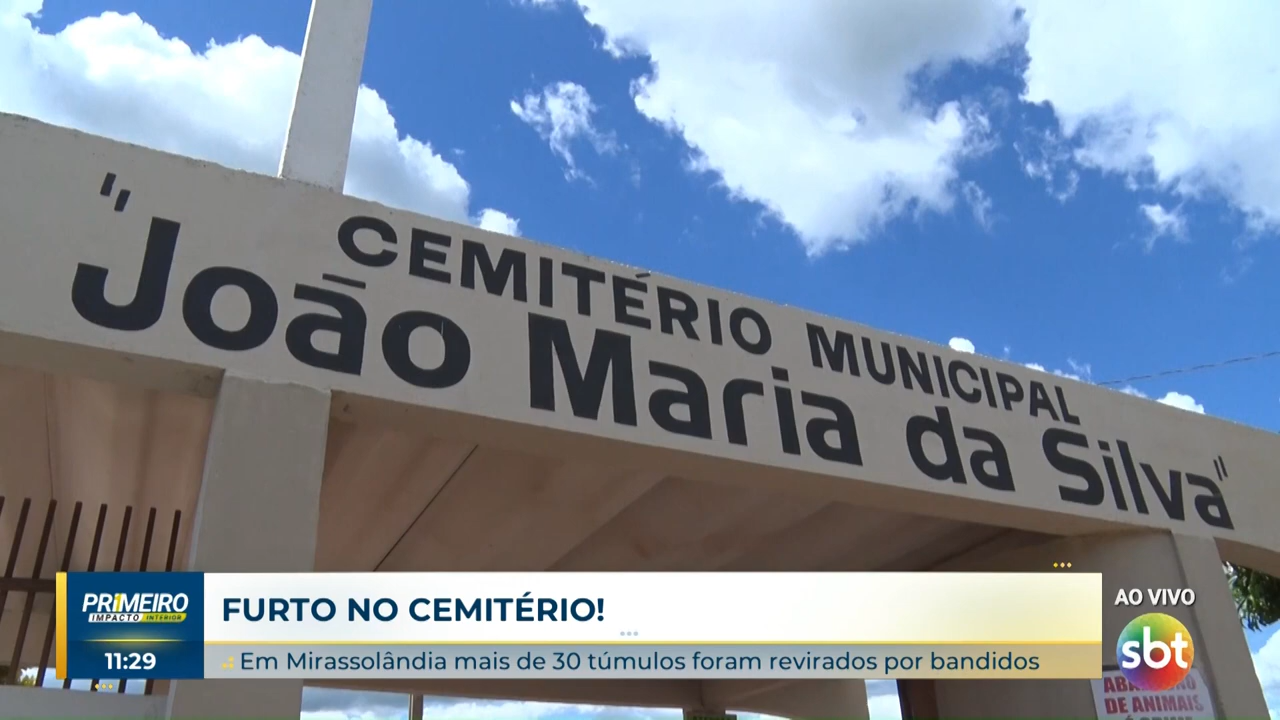 CEMITÉRIO MUNICIPAL
"João Maria da Silva"
PRIMEIRO
IMPACTO INTERIOR
11:29
FURTO NO CEMITÉRIO!
Em Mirassolândia mais de 30 túmulos foram revirados por bandidos
AO VIVO
sbt
DE ANIMAIS